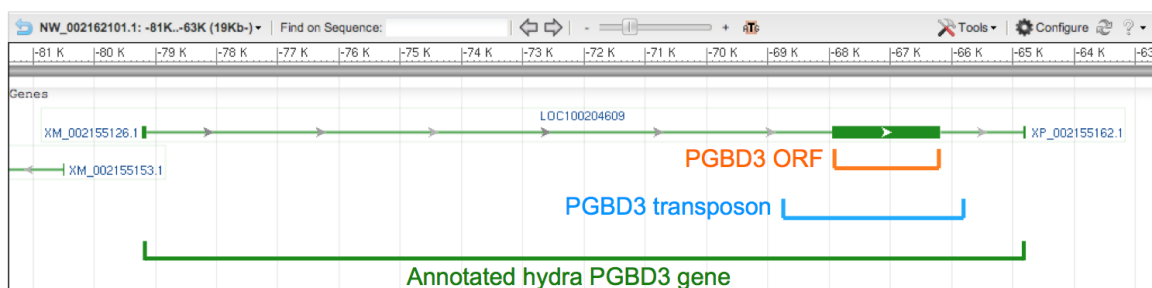 NW_002162101.1: -81K..-63K (19Kb-) Find on Sequence: - + ATG Tools Configure ?
-81 K -80 K -79 K -78 K -77 K -76 K -75 K -74 K -73 K -72 K -71 K -70 K -69 K -68 K -67 K -66 K -65 K -64 K -63
Genes
LOC100204609
XM_002155126.1 XP_002155162.1
PGBD3 ORF
XM_002155153.1
PGBD3 transposon
Annotated hydra PGBD3 gene